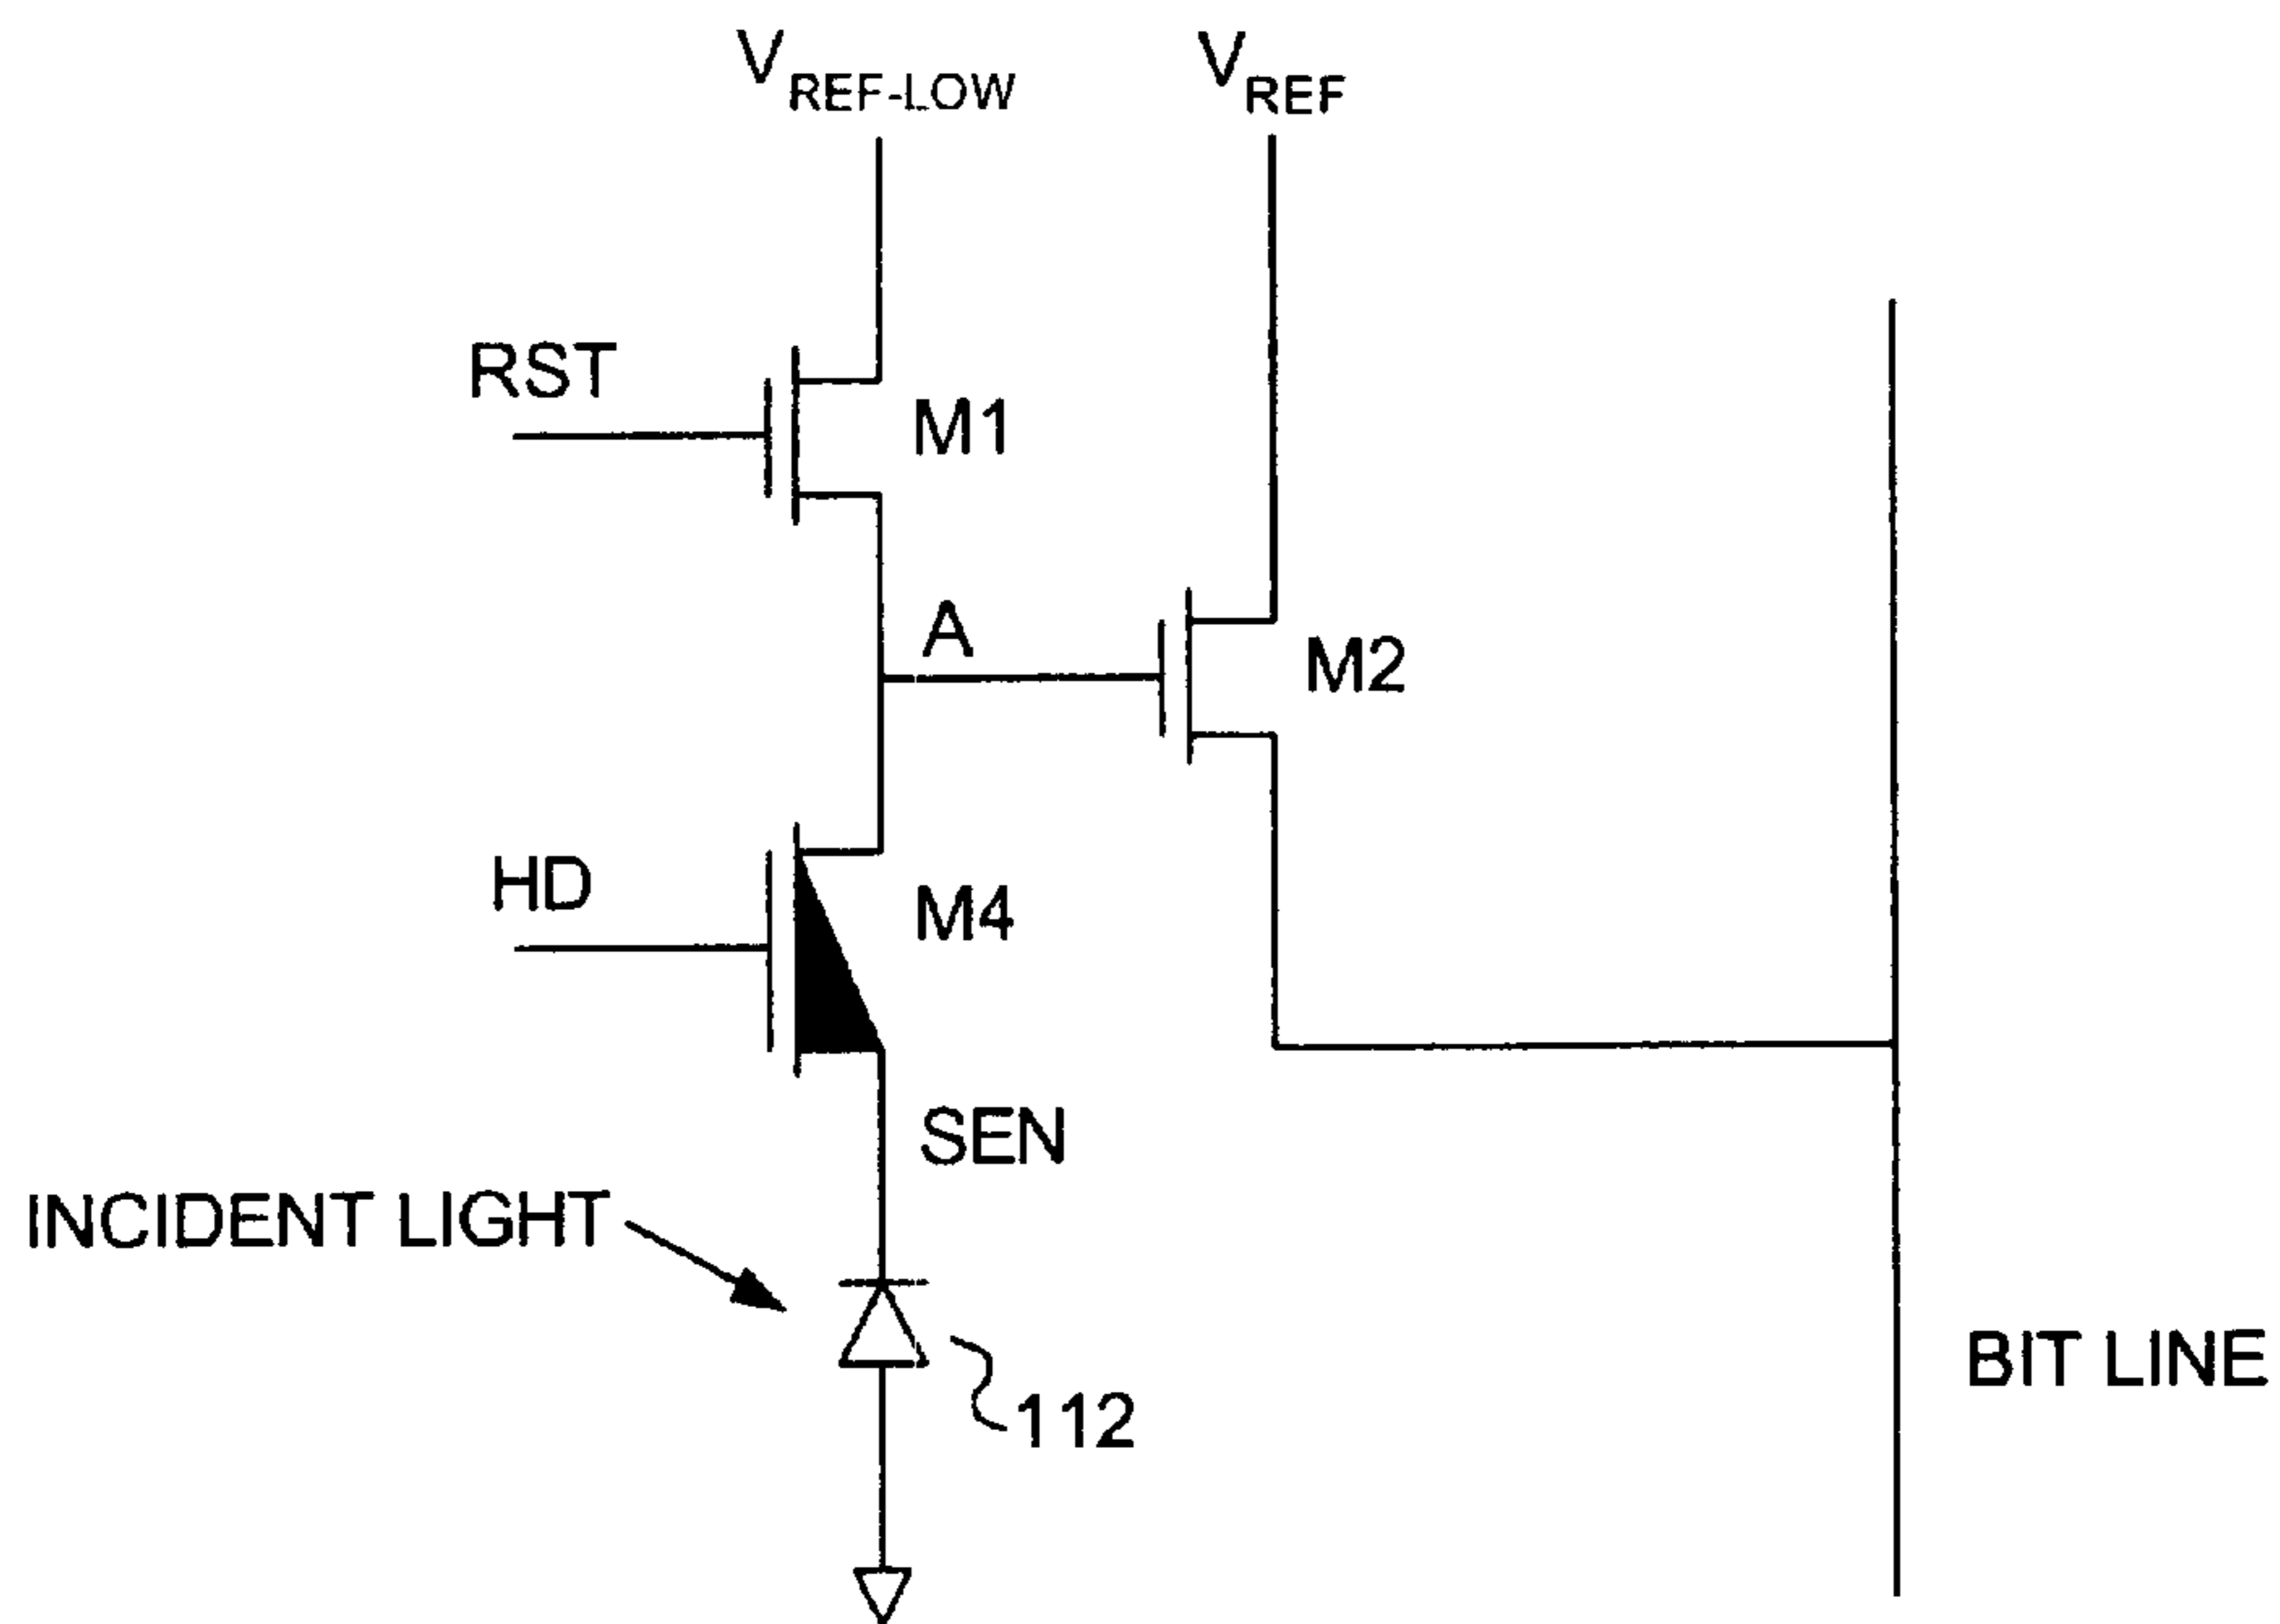 VREF-LOW
VREF
RST
M1
A
M2
HD
M4
SEN
INCIDENT LIGHT
112
BIT LINE